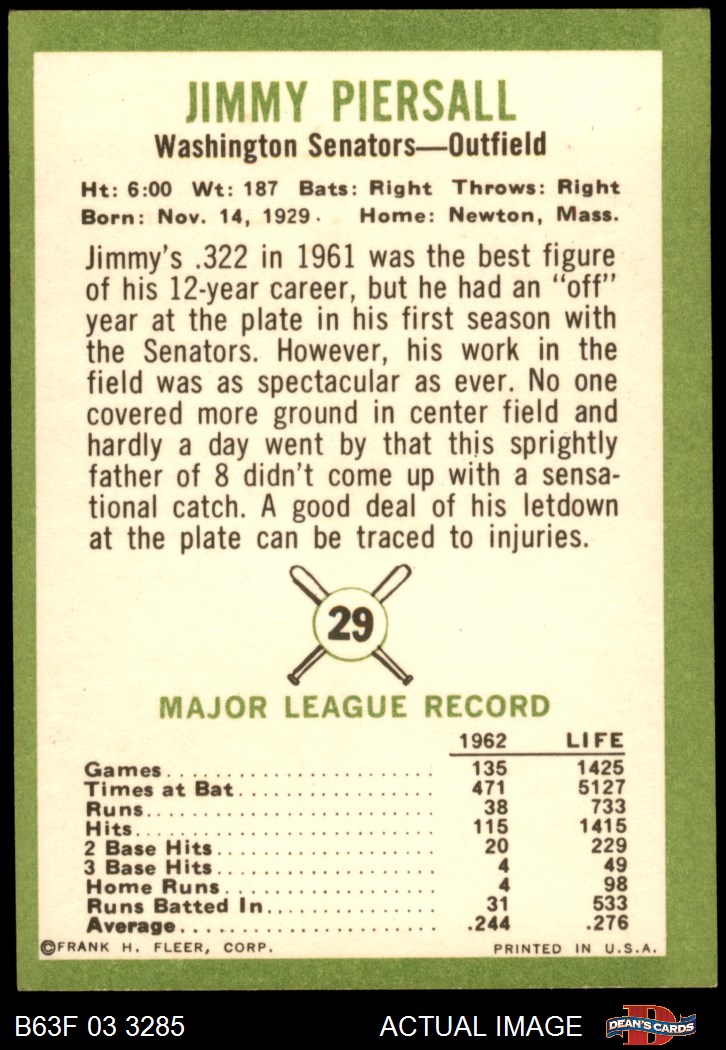 JIMMY PIERSALL
Washington Senators—Outfield
Ht: 6:00 Wt: 187 Bats: Right Throws: Right
Born: Nov. 14, 1929. Home: Newton, Mass.
Jimmy's .322 in 1961 was the best figure
of his 12-year career, but he had an “off”
year at the plate in his first season with
the Senators. However, his work in the
field was as spectacular as ever. No one
covered more ground in center field and
hardly a day went by that this sprightly
father of 8 didn't come up with a sensa-
tional catch. A good deal of his letdown
at the plate can be traced to injuries.
29
MAJOR LEAGUE RECORD
1962 LIFE
Games 135 1425
Times at Bat 471 5127
Runs 38 733
Hits 115 1415
2 Base Hits 20 229
3 Base Hits 4 49
Home Runs 4 98
Runs Batted In 31 533
Average .244 .276
©FRANK H. FLEER, CORP. PRINTED IN U.S.A.
B63F 03 3285 ACTUAL IMAGE D DEAN'S CARDS